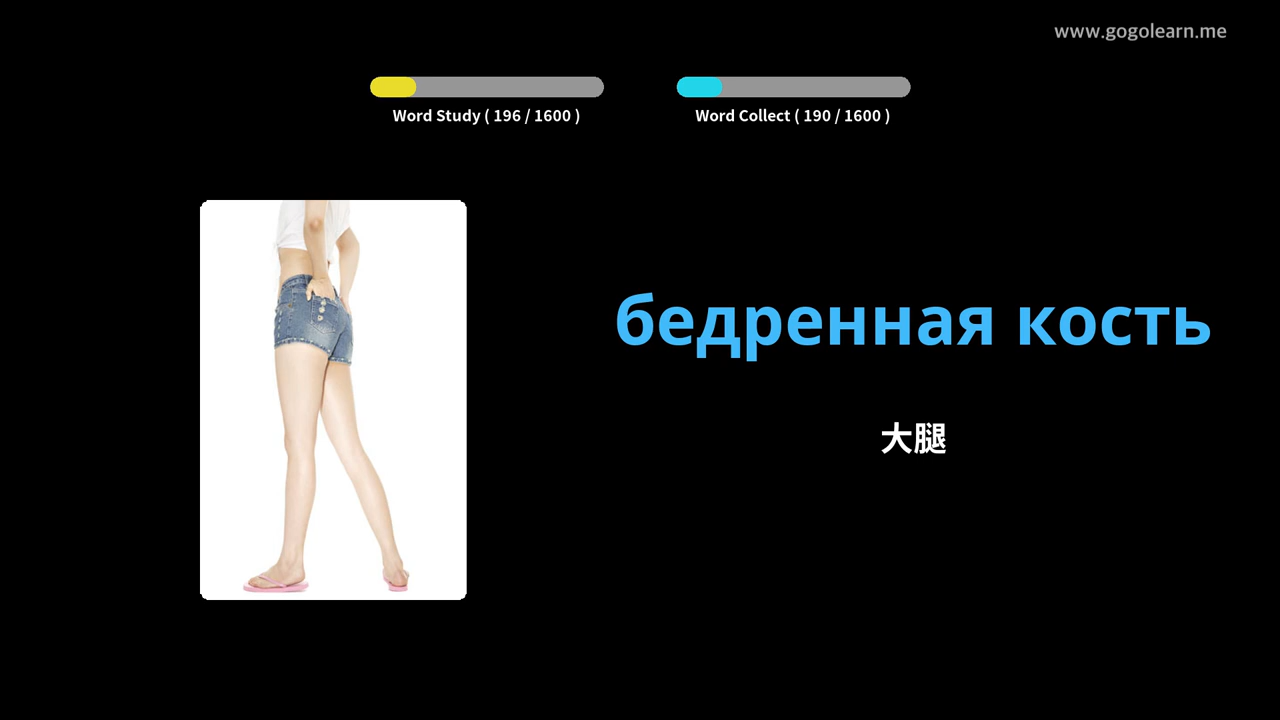 www.gogolearn.me
Word Study ( 196 / 1600 )
Word Collect ( 190 / 1600 )
бедренная кость
大腿